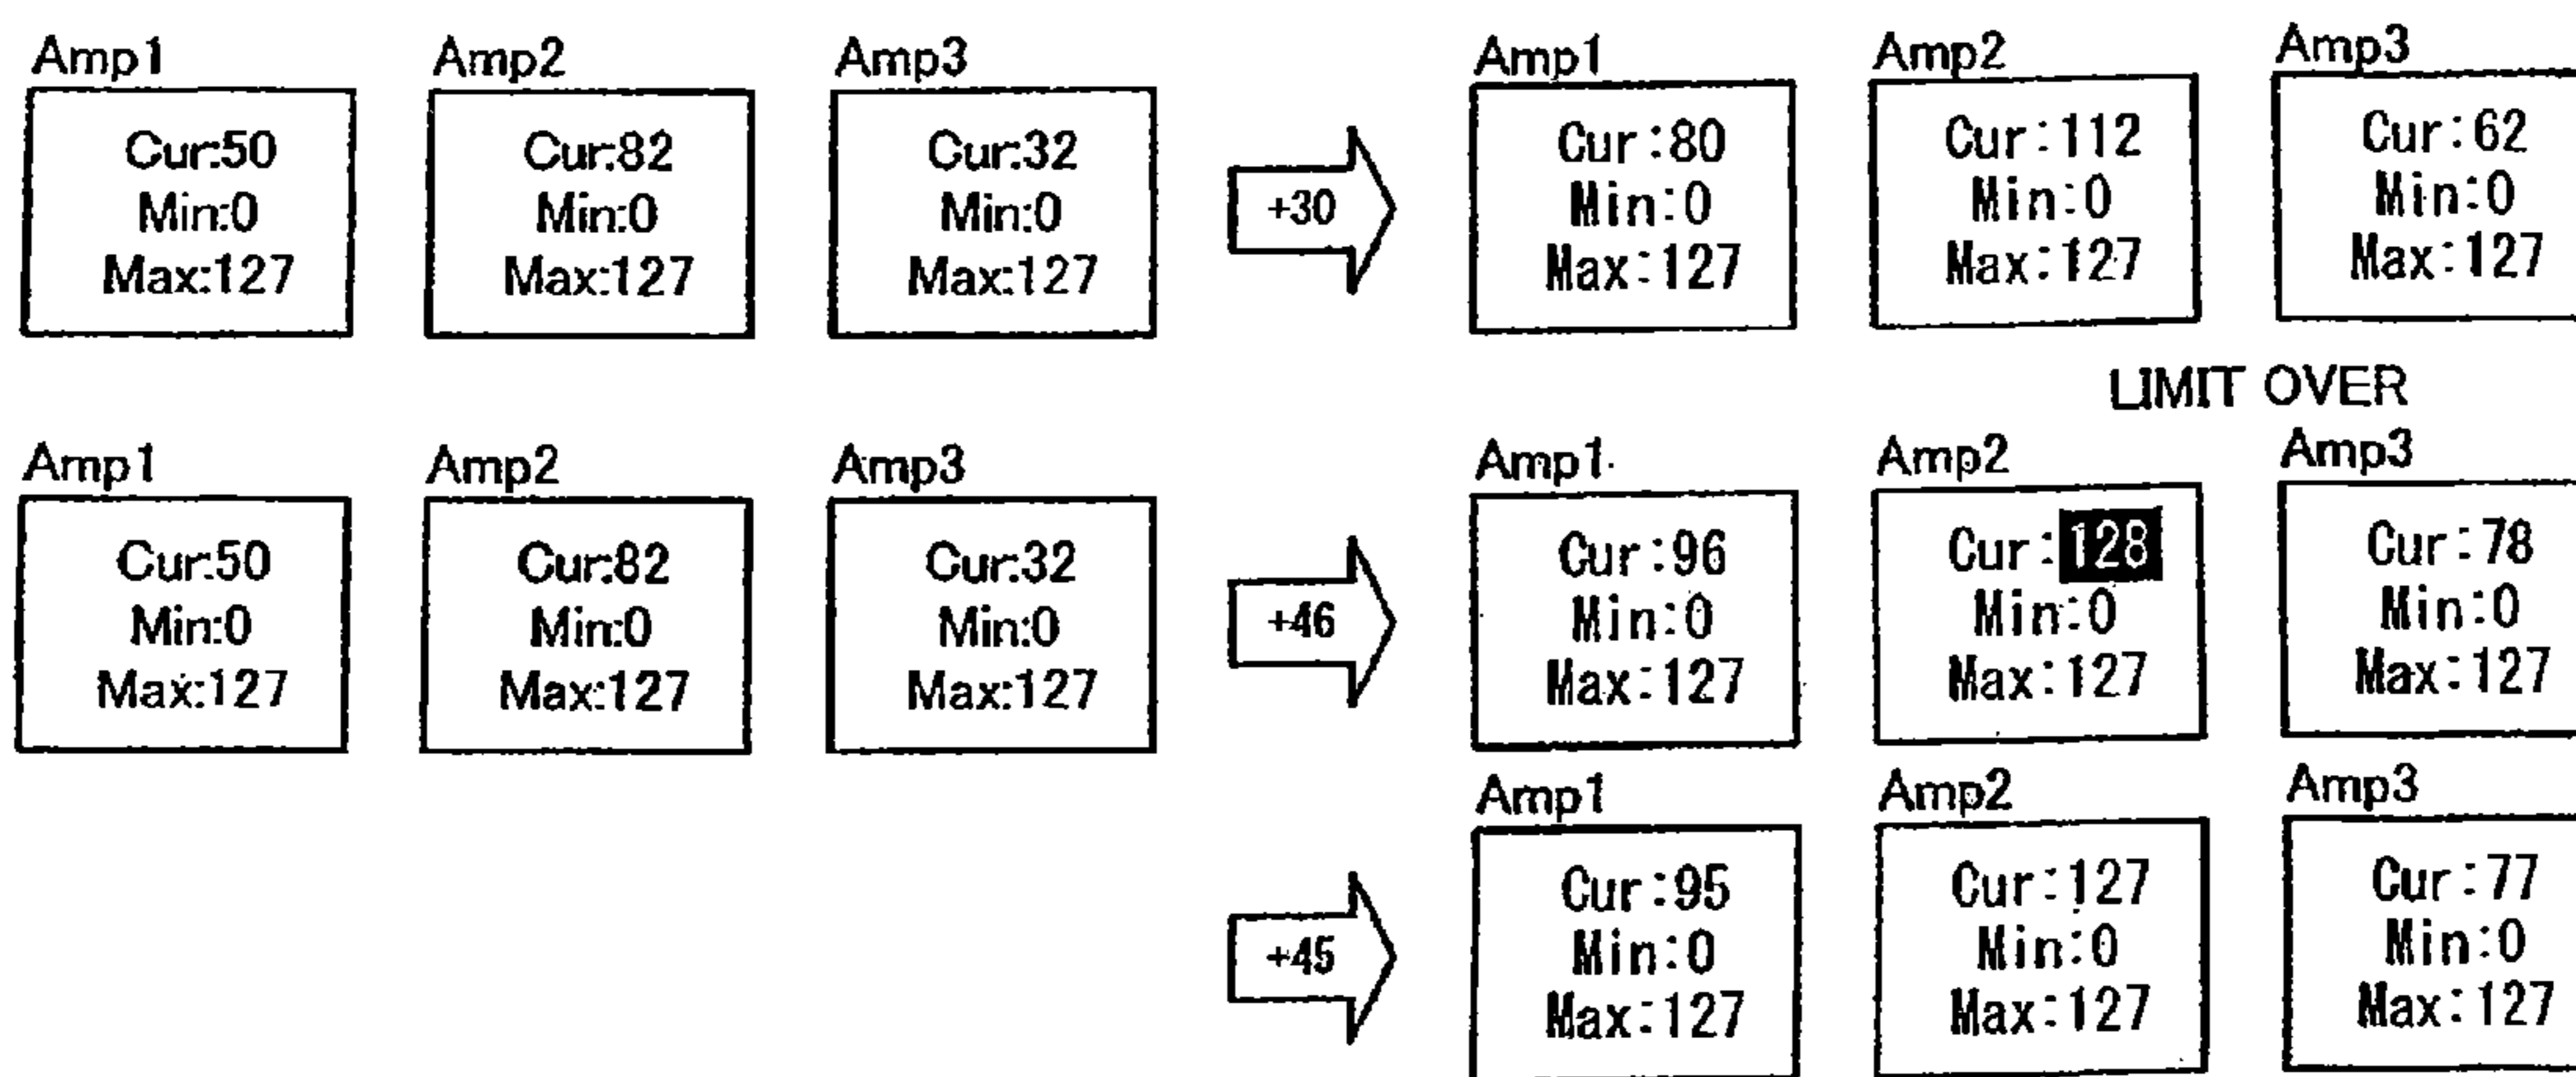 Amp1 Amp2 Amp3 Amp1 Amp2 Amp3
Cur:50 Cur:82 Cur:32 +30 Cur:80 Cur:112 Cur:62
Min:0 Min:0 Min:0 Min:0 Min:0 Min:0
Max:127 Max:127 Max:127 Max:127 Max:127 Max:127
LIMIT OVER
Amp1 Amp2 Amp3 Amp1 Amp2 Amp3
Cur:50 Cur:82 Cur:32 +46 Cur:96 Cur:128 Cur:78
Min:0 Min:0 Min:0 Min:0 Min:0 Min:0
Max:127 Max:127 Max:127 Max:127 Max:127 Max:127
Amp1 Amp2 Amp3
+45 Cur:95 Cur:127 Cur:77
Min:0 Min:0 Min:0
Max:127 Max:127 Max:127